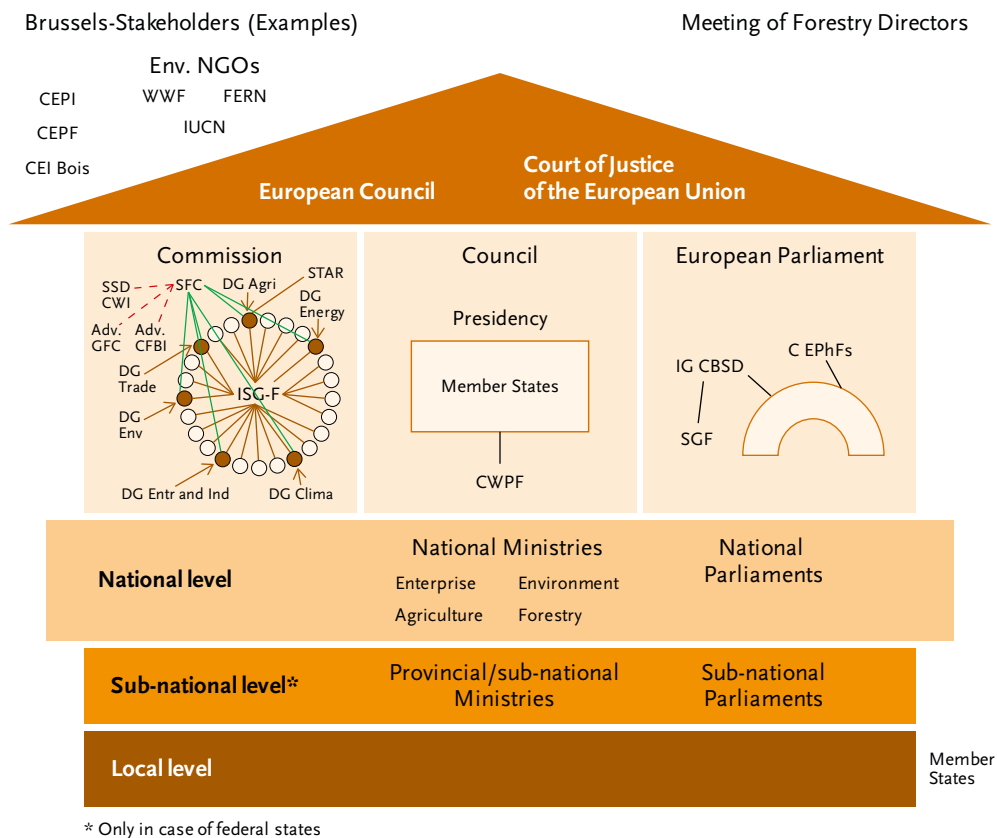 Brussels-Stakeholders (Examples)
Meeting of Forestry Directors
Env. NGOs
CEPI
WWF
FERN
CEPF
IUCN
CEI Bois
European Council
Court of Justice
of the European Union
Commission
SSD
CWI
SFC
DG Agri
STAR
DG
Energy
Adv.
GFC
Adv.
CFBI
DG
Trade
ISG-F
DG
Env
DG Entr and Ind
DG Clima
Council
Presidency
Member States
CWPF
European Parliament
IG CBSD
C EPhFs
SGF
National level
National Ministries
Enterprise
Environment
Agriculture
Forestry
National
Parliaments
Sub-national level*
Provincial/sub-national
Ministries
Sub-national
Parliaments
Local level
Member
States
* Only in case of federal states